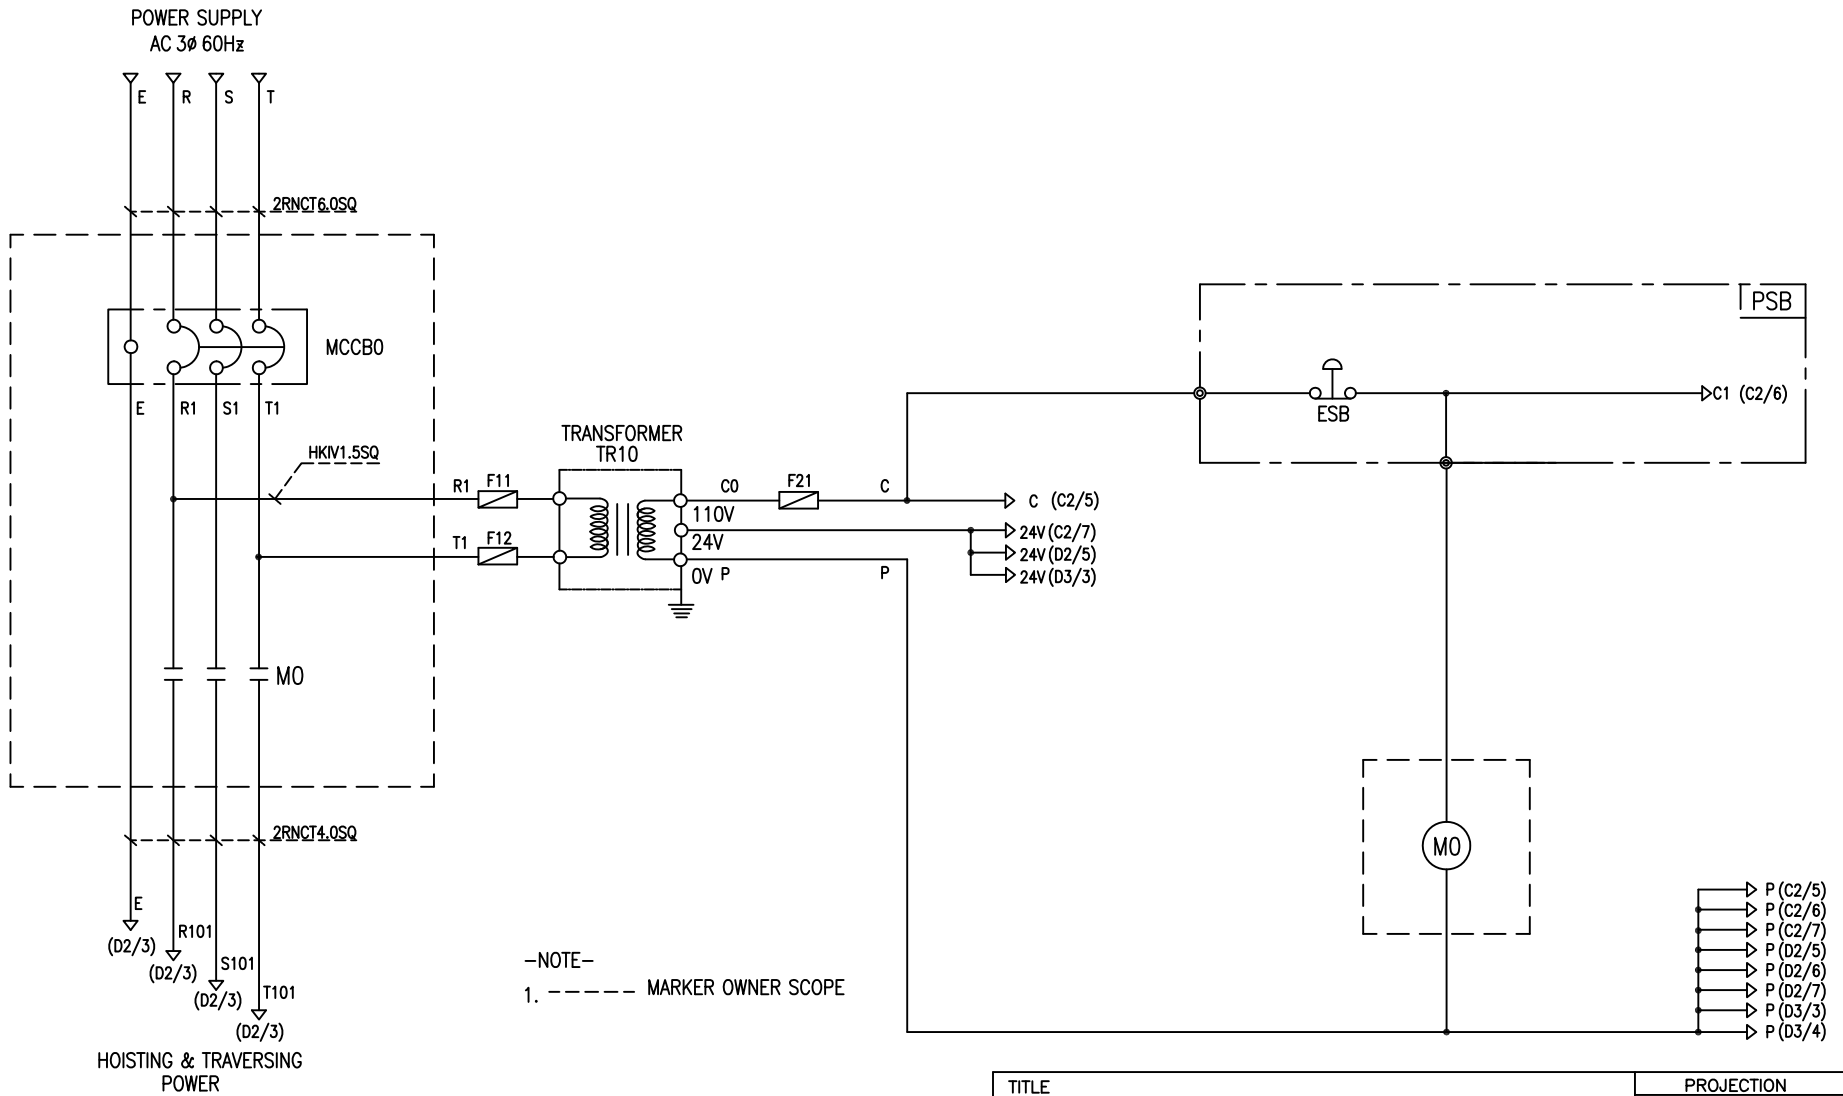 POWER SUPPLY
AC 3ø 60Hz
E
R
S
T
2RNCT6.0SQ
MCCB0
E
R1
S1
T1
HKIV1.5SQ
M0
2RNCT4.0SQ
E
(D2/3)
R101
(D2/3)
S101
(D2/3)
T101
(D2/3)
HOISTING & TRAVERSING
POWER
TRANSFORMER
TR10
R1 F11
T1 F12
C0
110V
24V
0V P
F21
C
P
C (C2/5)
24V(C2/7)
24V(D2/5)
24V(D3/3)
PSB
ESB
C1 (C2/6)
M0
P(C2/5)
P(C2/6)
P(C2/7)
P(D2/5)
P(D2/6)
P(D2/7)
P(D3/3)
P(D3/4)
-NOTE-
1. ------ MARKER OWNER SCOPE
TITLE
PROJECTION